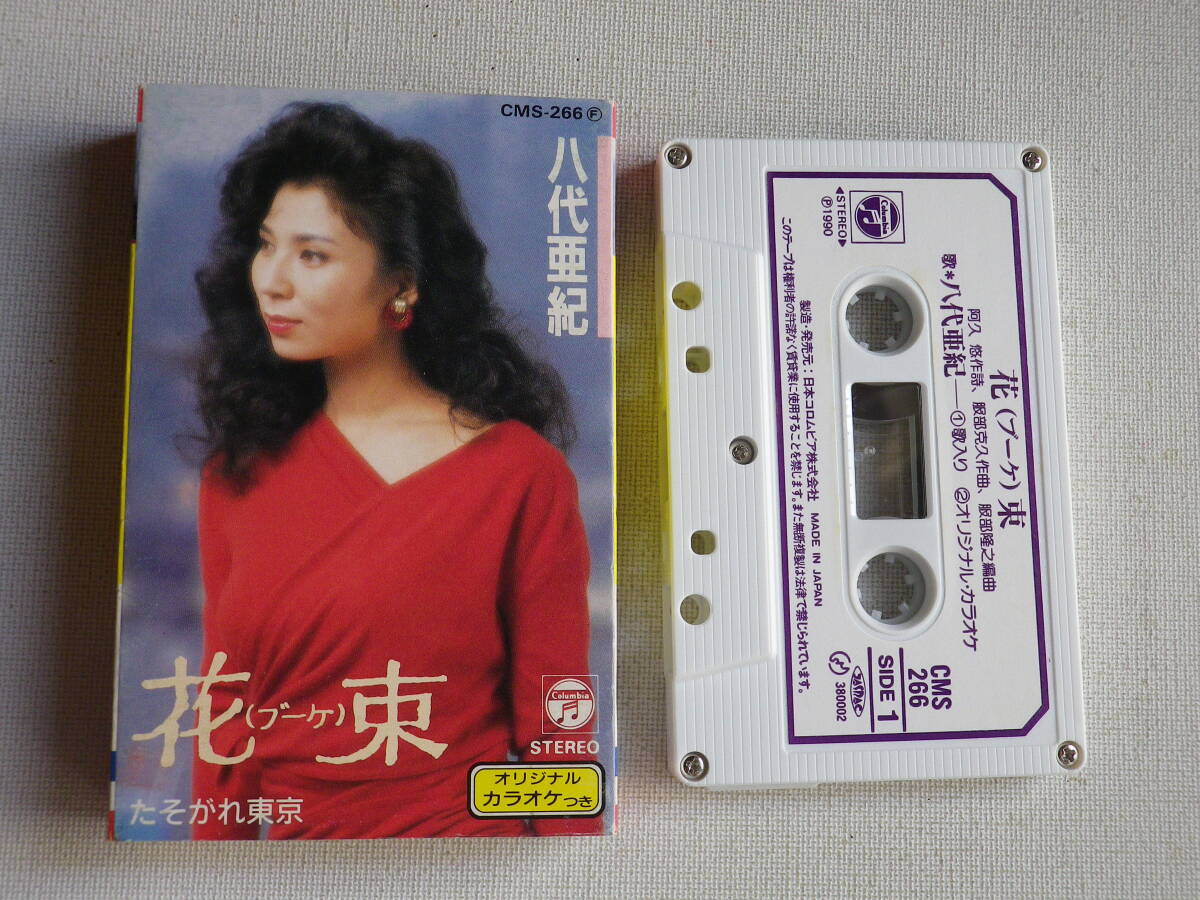 CMS-266 Ⓕ
八代亜紀
花(ブーケ)束
Columbia
STEREO
オリジナル
カラオケつき
たそがれ東京
花(ブーケ)束
阿久 悠作詩、服部克久作曲、服部隆之編曲
歌*八代亜紀—①歌入り ②オリジナル・カラオケ
Columbia
◀STEREO▶
Ⓟ1990
製造・発売元:日本コロムビア株式会社 MADE IN JAPAN
このテープは権利者の許諾なく賃貸業に使用することを禁じます。また無断複製は法律で禁じられています。
CMS
266
SIDE 1
JASRAC
380002